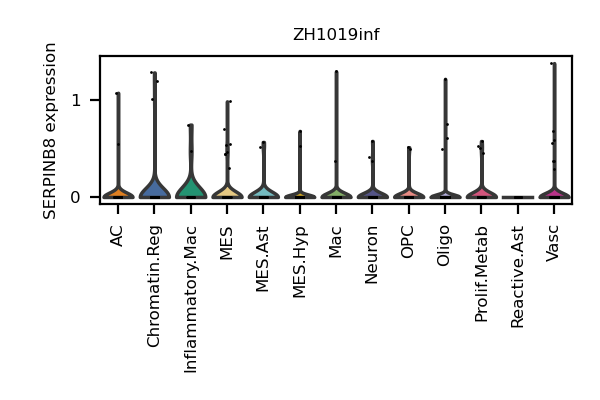 ZH1019inf
SERPINB8 expression
1
0
AC
Chromatin.Reg
Inflammatory.Mac
MES
MES.Ast
MES.Hyp
Mac
Neuron
OPC
Oligo
Prolif.Metab
Reactive.Ast
Vasc